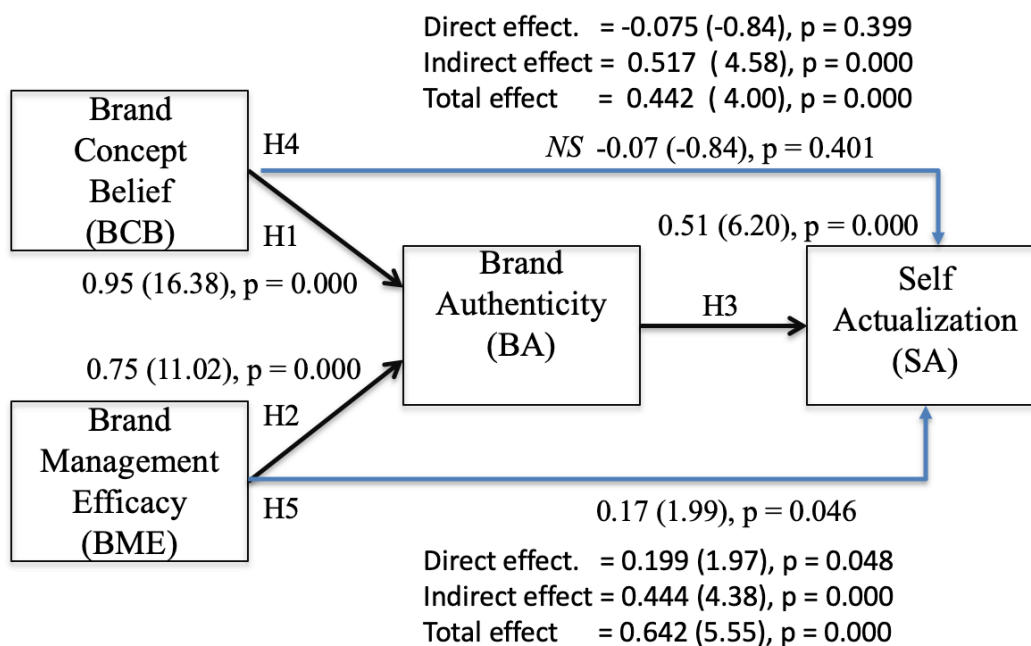 Direct effect. = -0.075 (-0.84), p = 0.399
Indirect effect = 0.517 ( 4.58), p = 0.000
Total effect = 0.442 ( 4.00), p = 0.000
Brand
Concept
Belief
(BCB)
H4
NS -0.07 (-0.84), p = 0.401
H1
0.95 (16.38), p = 0.000
0.51 (6.20), p = 0.000
Brand
Authenticity
(BA)
H3
Self
Actualization
(SA)
0.75 (11.02), p = 0.000
Brand
Management
Efficacy
(BME)
H2
H5
0.17 (1.99), p = 0.046
Direct effect. = 0.199 (1.97), p = 0.048
Indirect effect = 0.444 (4.38), p = 0.000
Total effect = 0.642 (5.55), p = 0.000